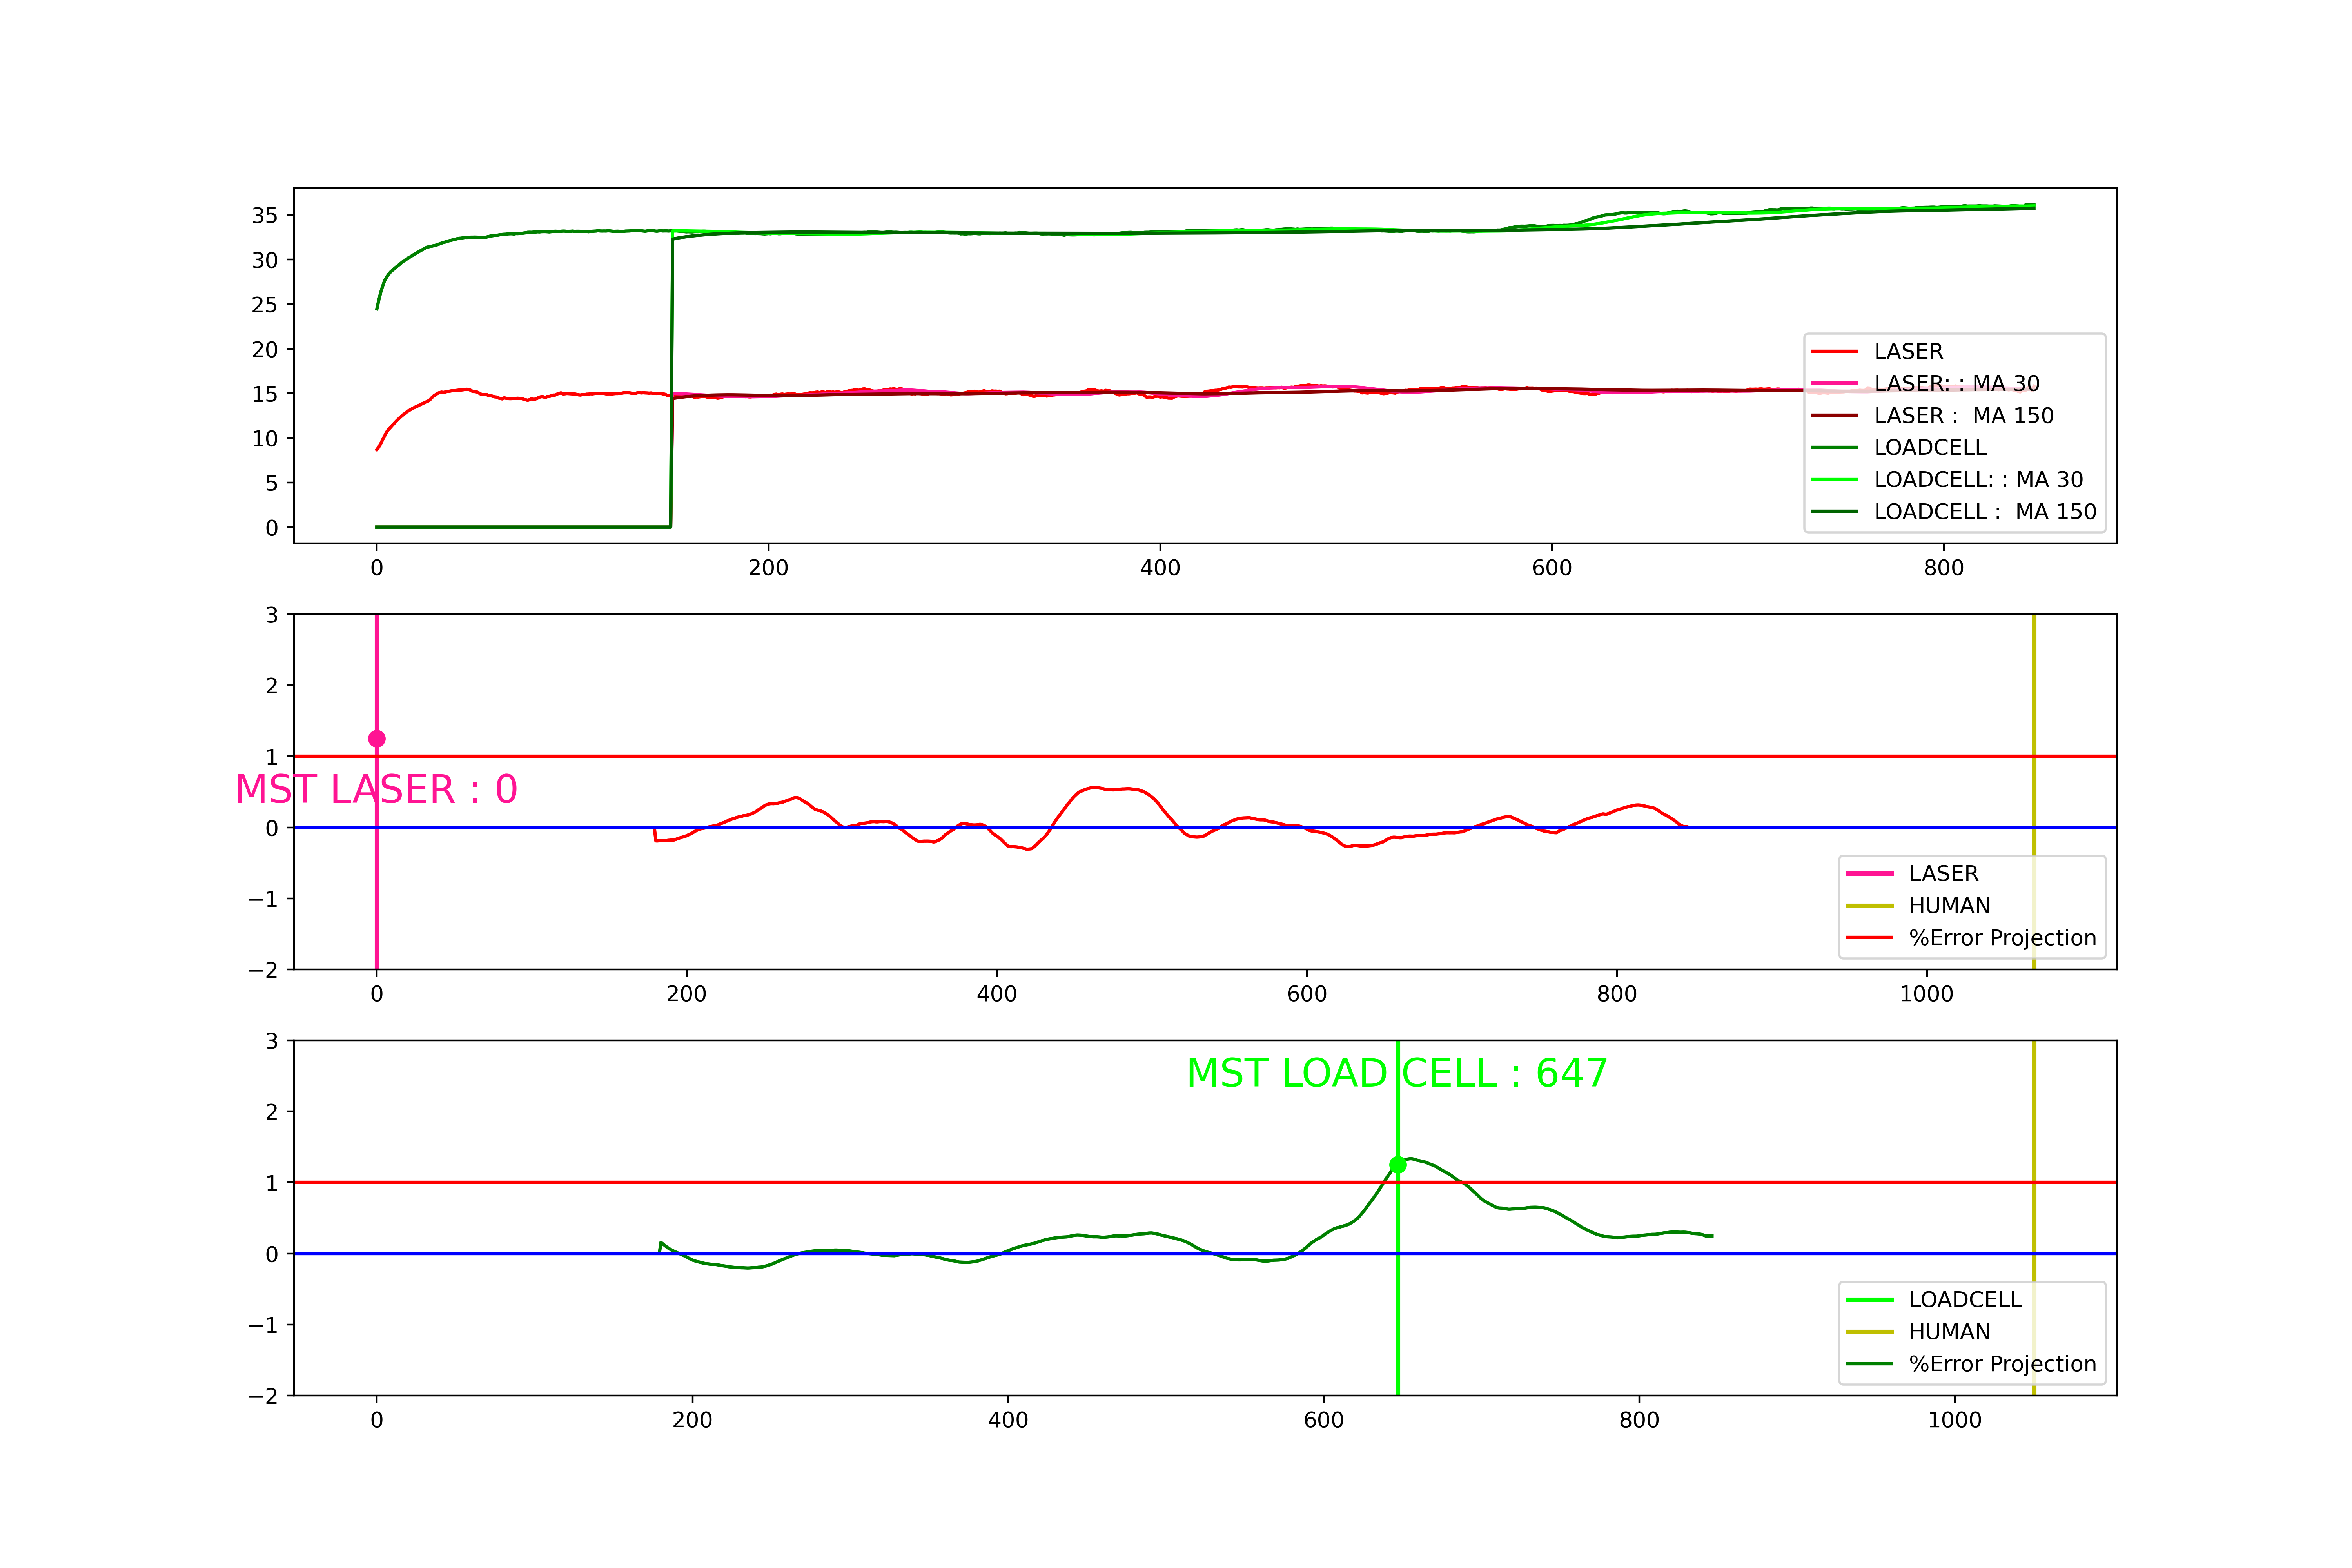 35
30
25
20
15
10
5
0
LASER
LASER: : MA 30
LASER :  MA 150
LOADCELL
LOADCELL: : MA 30
LOADCELL :  MA 150
0 200 400 600 800
3
2
1
0
−1
−2
MST LASER : 0
LASER
HUMAN
%Error Projection
0 200 400 600 800 1000
3
2
1
0
−1
−2
MST LOAD CELL : 647
LOADCELL
HUMAN
%Error Projection
0 200 400 600 800 1000